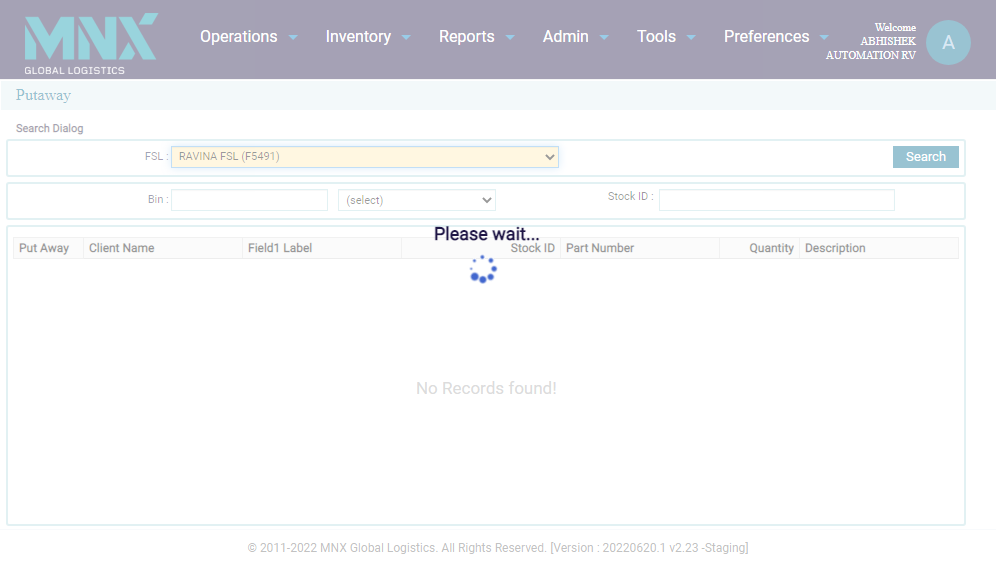 MNX
GLOBAL LOGISTICS
Operations Inventory Reports Admin Tools Preferences
Welcome
ABHISHEK
AUTOMATION RV
A
Putaway
Search Dialog
FSL : RAVINA FSL (F5491) Search
Bin : (select) Stock ID :
Please wait...
Put Away Client Name Field1 Label Stock ID Part Number Quantity Description
No Records found!
© 2011-2022 MNX Global Logistics. All Rights Reserved. [Version : 20220620.1 v2.23 -Staging]